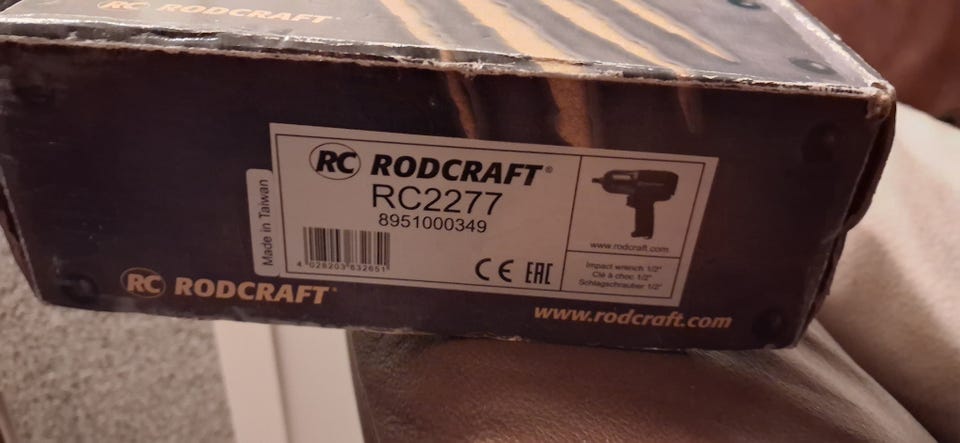 RC RODCRAFT
RC RODCRAFT®
RC2277
8951000349
Made in Taiwan
4 028203 832651
CE EAC
www.rodcraft.com
Impact wrench 1/2"
Clé à choc 1/2"
Schlagschrauber 1/2"
RC RODCRAFT
www.rodcraft.com